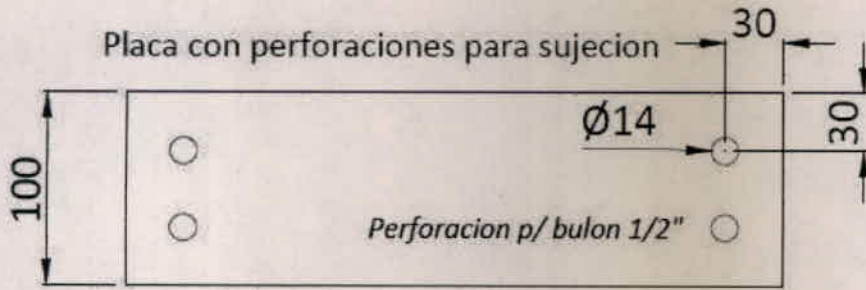 30
Placa con perforaciones para sujecion
Ø14
30
100
Perforacion p/ bulon 1/2"